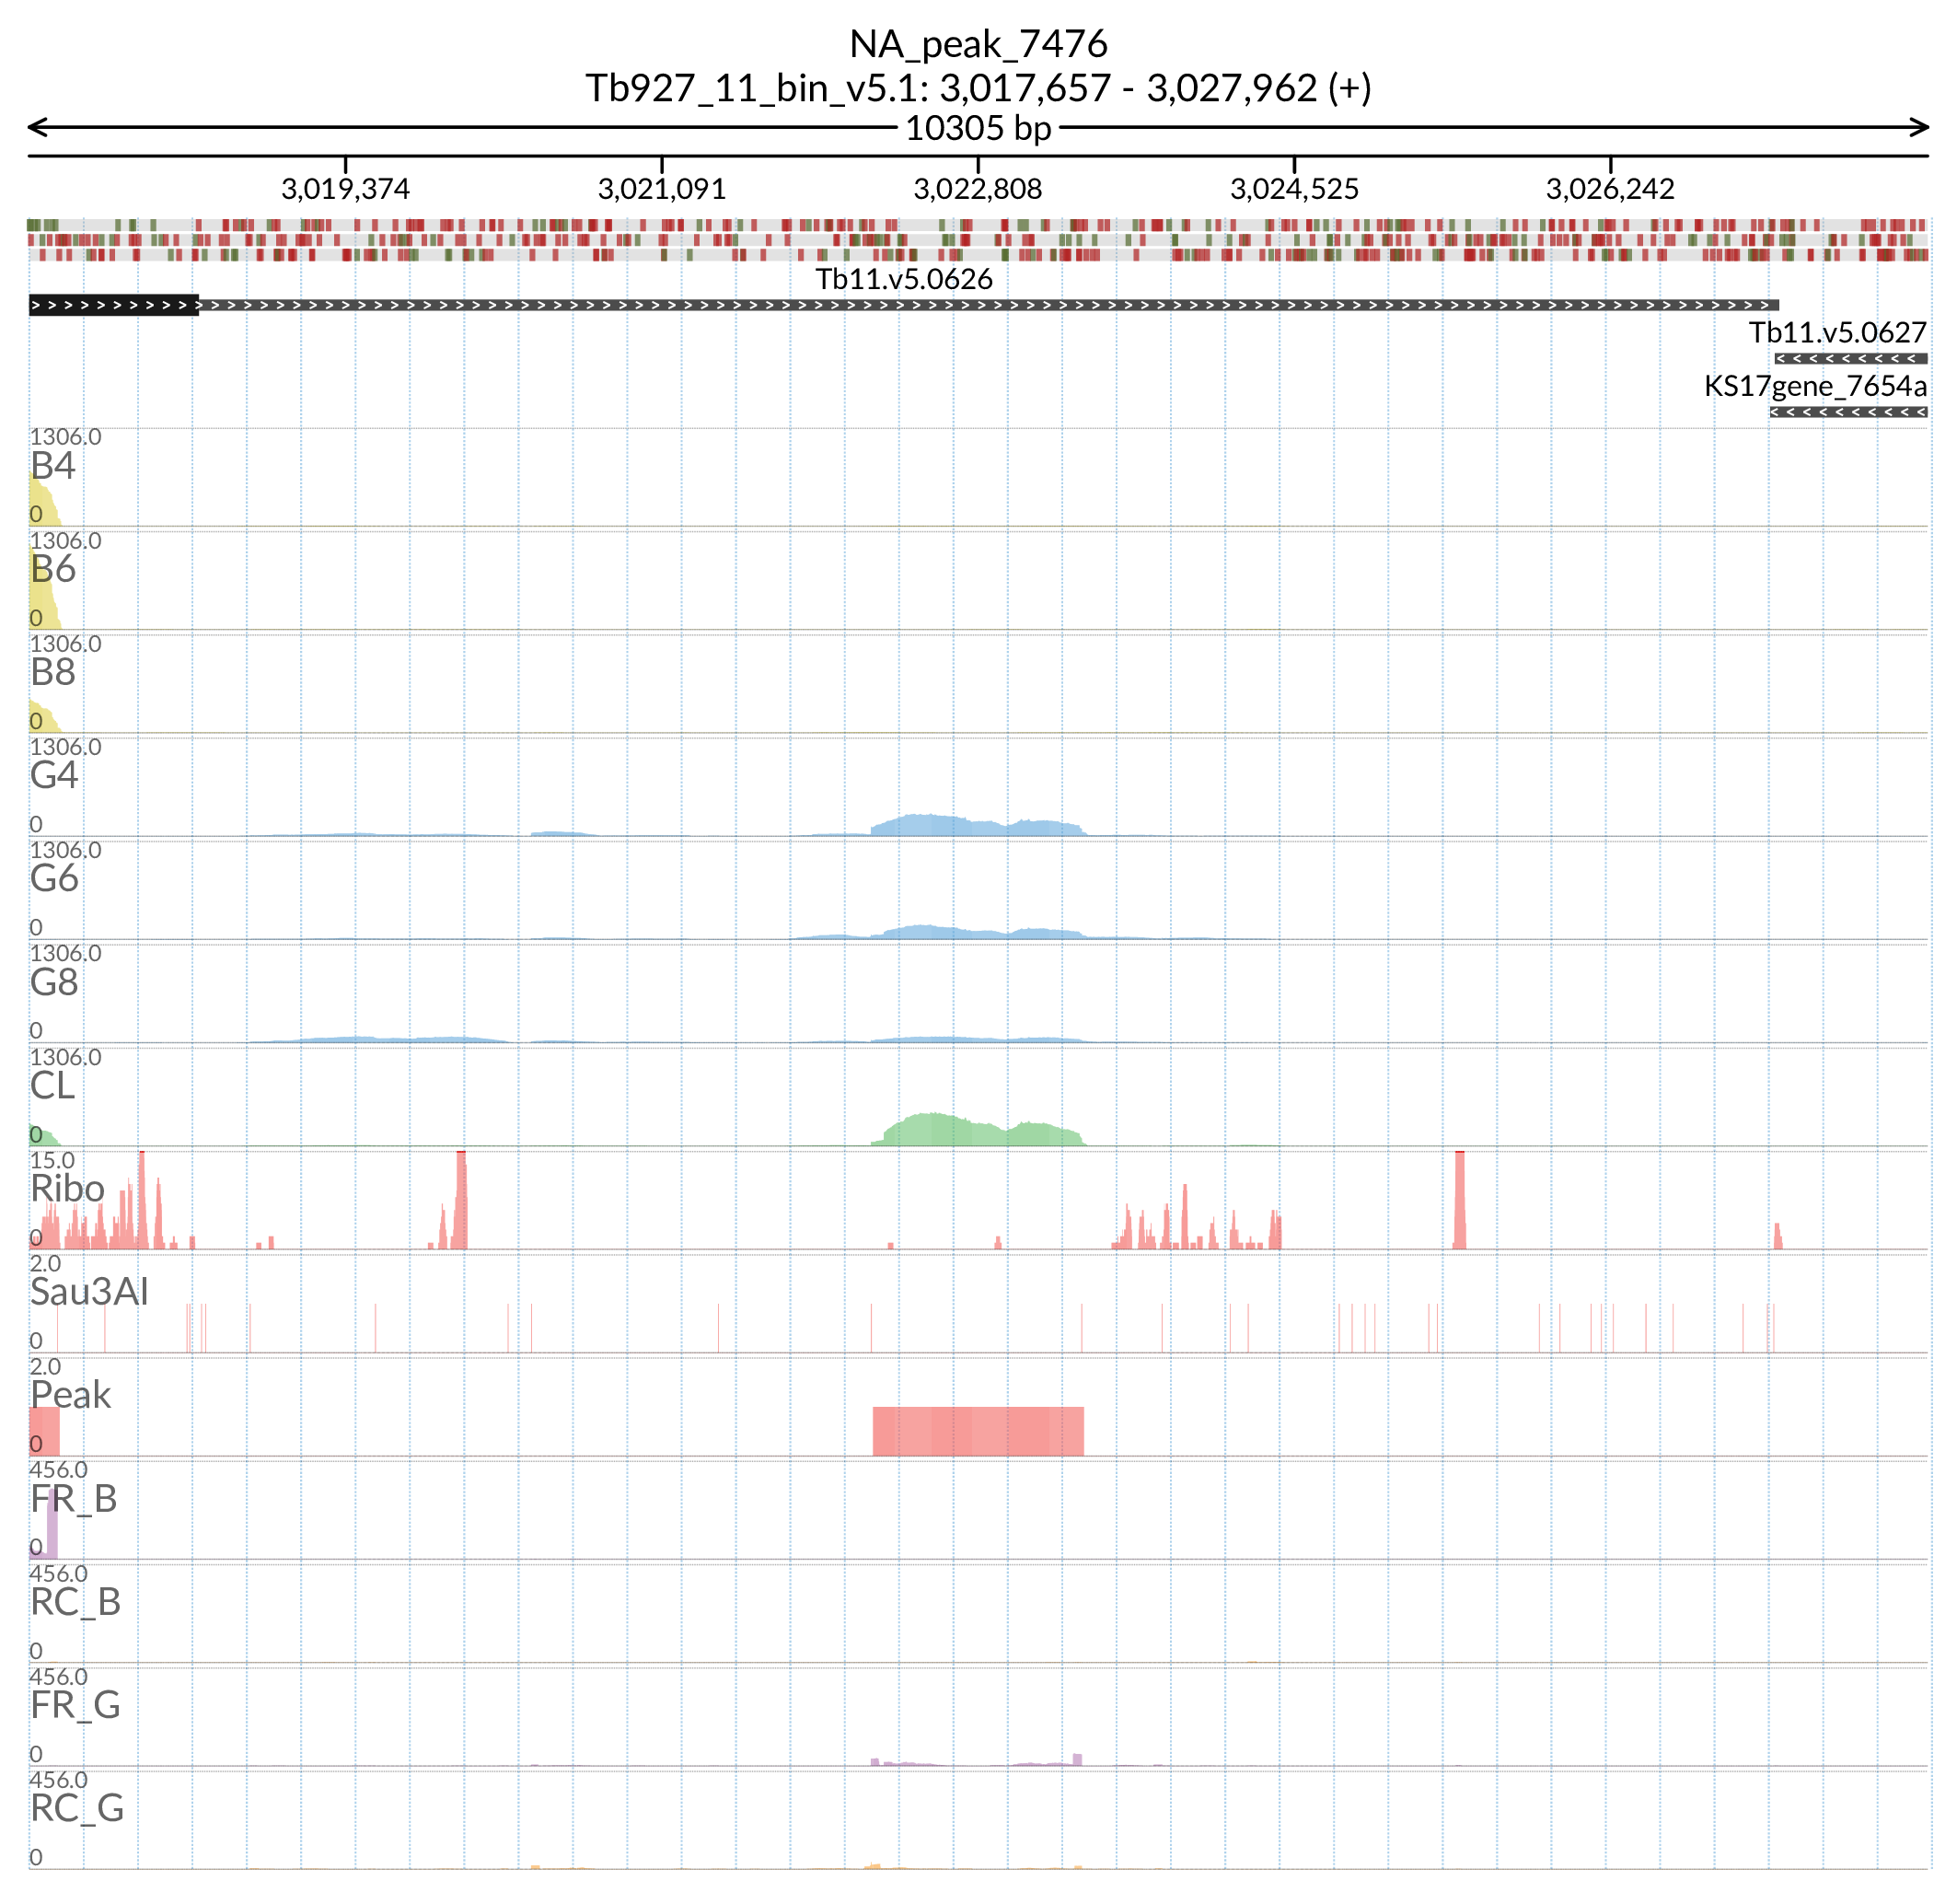 NA_peak_7476
Tb927_11_bin_v5.1: 3,017,657 - 3,027,962 (+)
10305 bp
3,019,374 3,021,091 3,022,808 3,024,525 3,026,242
Tb11.v5.0626
Tb11.v5.0627
KS17gene_7654a
1306.0
B4
0
1306.0
B6
0
1306.0
B8
0
1306.0
G4
0
1306.0
G6
0
1306.0
G8
0
1306.0
CL
0
15.0
Ribo
0
2.0
Sau3AI
0
2.0
Peak
0
456.0
FR_B
0
456.0
RC_B
0
456.0
FR_G
0
456.0
RC_G
0